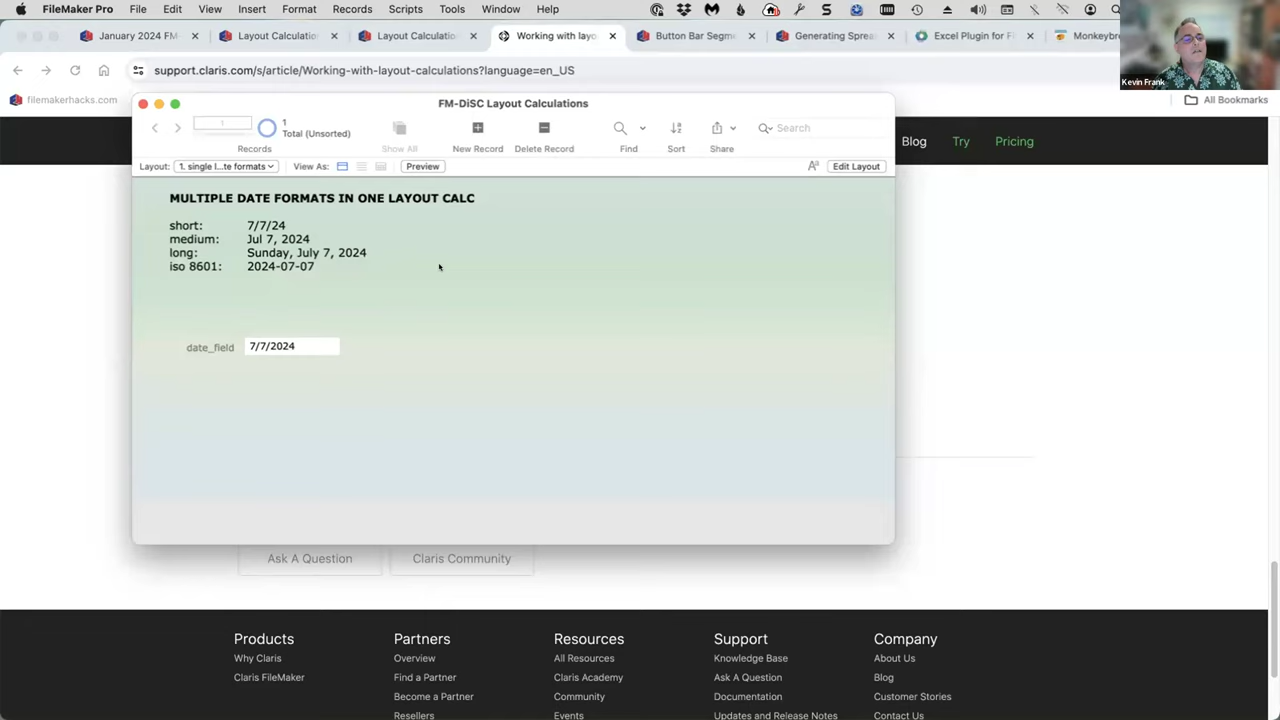 FileMaker Pro File Edit View Insert Format Records Scripts Tools Window Help
January 2024 FM- Layout Calculation Layout Calculation Working with layo Button Bar Segm Generating Sprea Excel Plugin for Fi Monkeybre
support.claris.com/s/article/Working-with-layout-calculations?language=en_US
Kevin Frank
filemakerhacks.com
All Bookmarks
FM-DiSC Layout Calculations
1
1
Total (Unsorted)
Search
Records Show All New Record Delete Record Find Sort Share
Blog Try Pricing
Layout: 1. single l...te formats View As: Preview Edit Layout
MULTIPLE DATE FORMATS IN ONE LAYOUT CALC
short: 7/7/24
medium: Jul 7, 2024
long: Sunday, July 7, 2024
iso 8601: 2024-07-07
date_field 7/7/2024
Ask A Question Claris Community
Products Partners Resources Support Company
Why Claris Overview All Resources Knowledge Base About Us
Claris FileMaker Find a Partner Claris Academy Ask A Question Blog
Become a Partner Community Documentation Customer Stories
Resellers Events Updates and Release Notes Contact Us